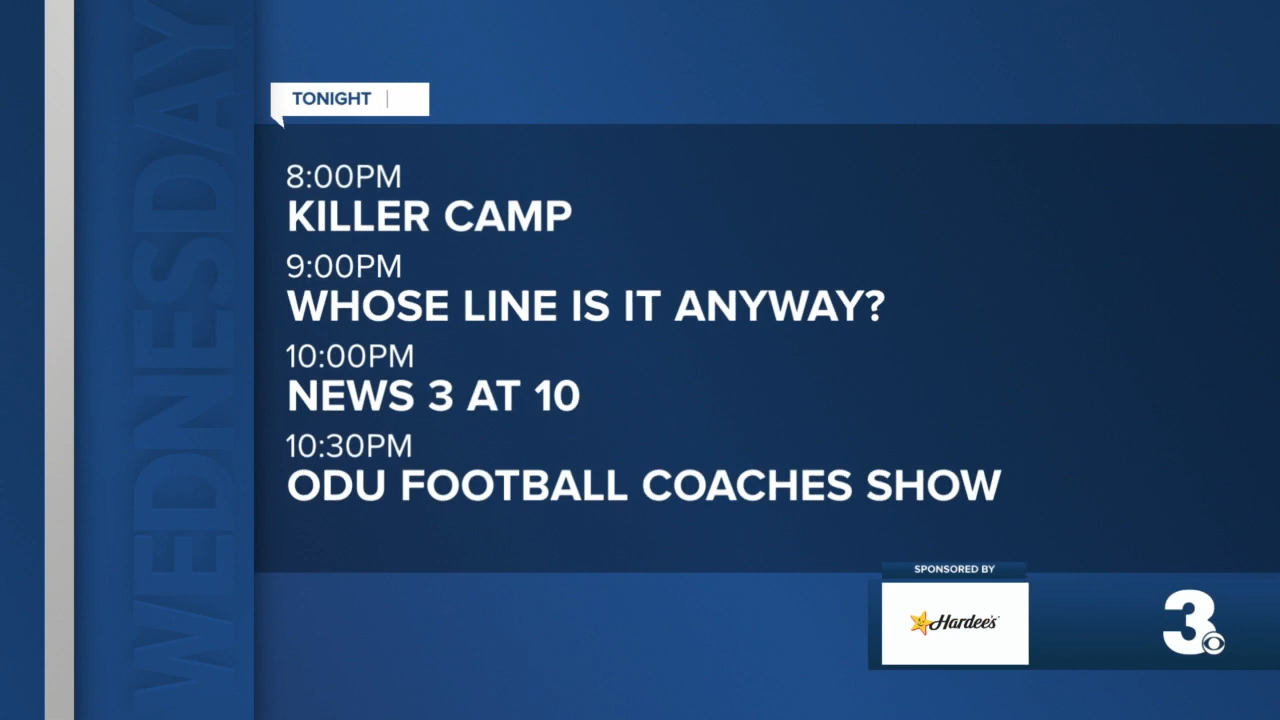 WEDNESDAY
TONIGHT |
8:00PM
KILLER CAMP
9:00PM
WHOSE LINE IS IT ANYWAY?
10:00PM
NEWS 3 AT 10
10:30PM
ODU FOOTBALL COACHES SHOW
SPONSORED BY
Hardee's
3